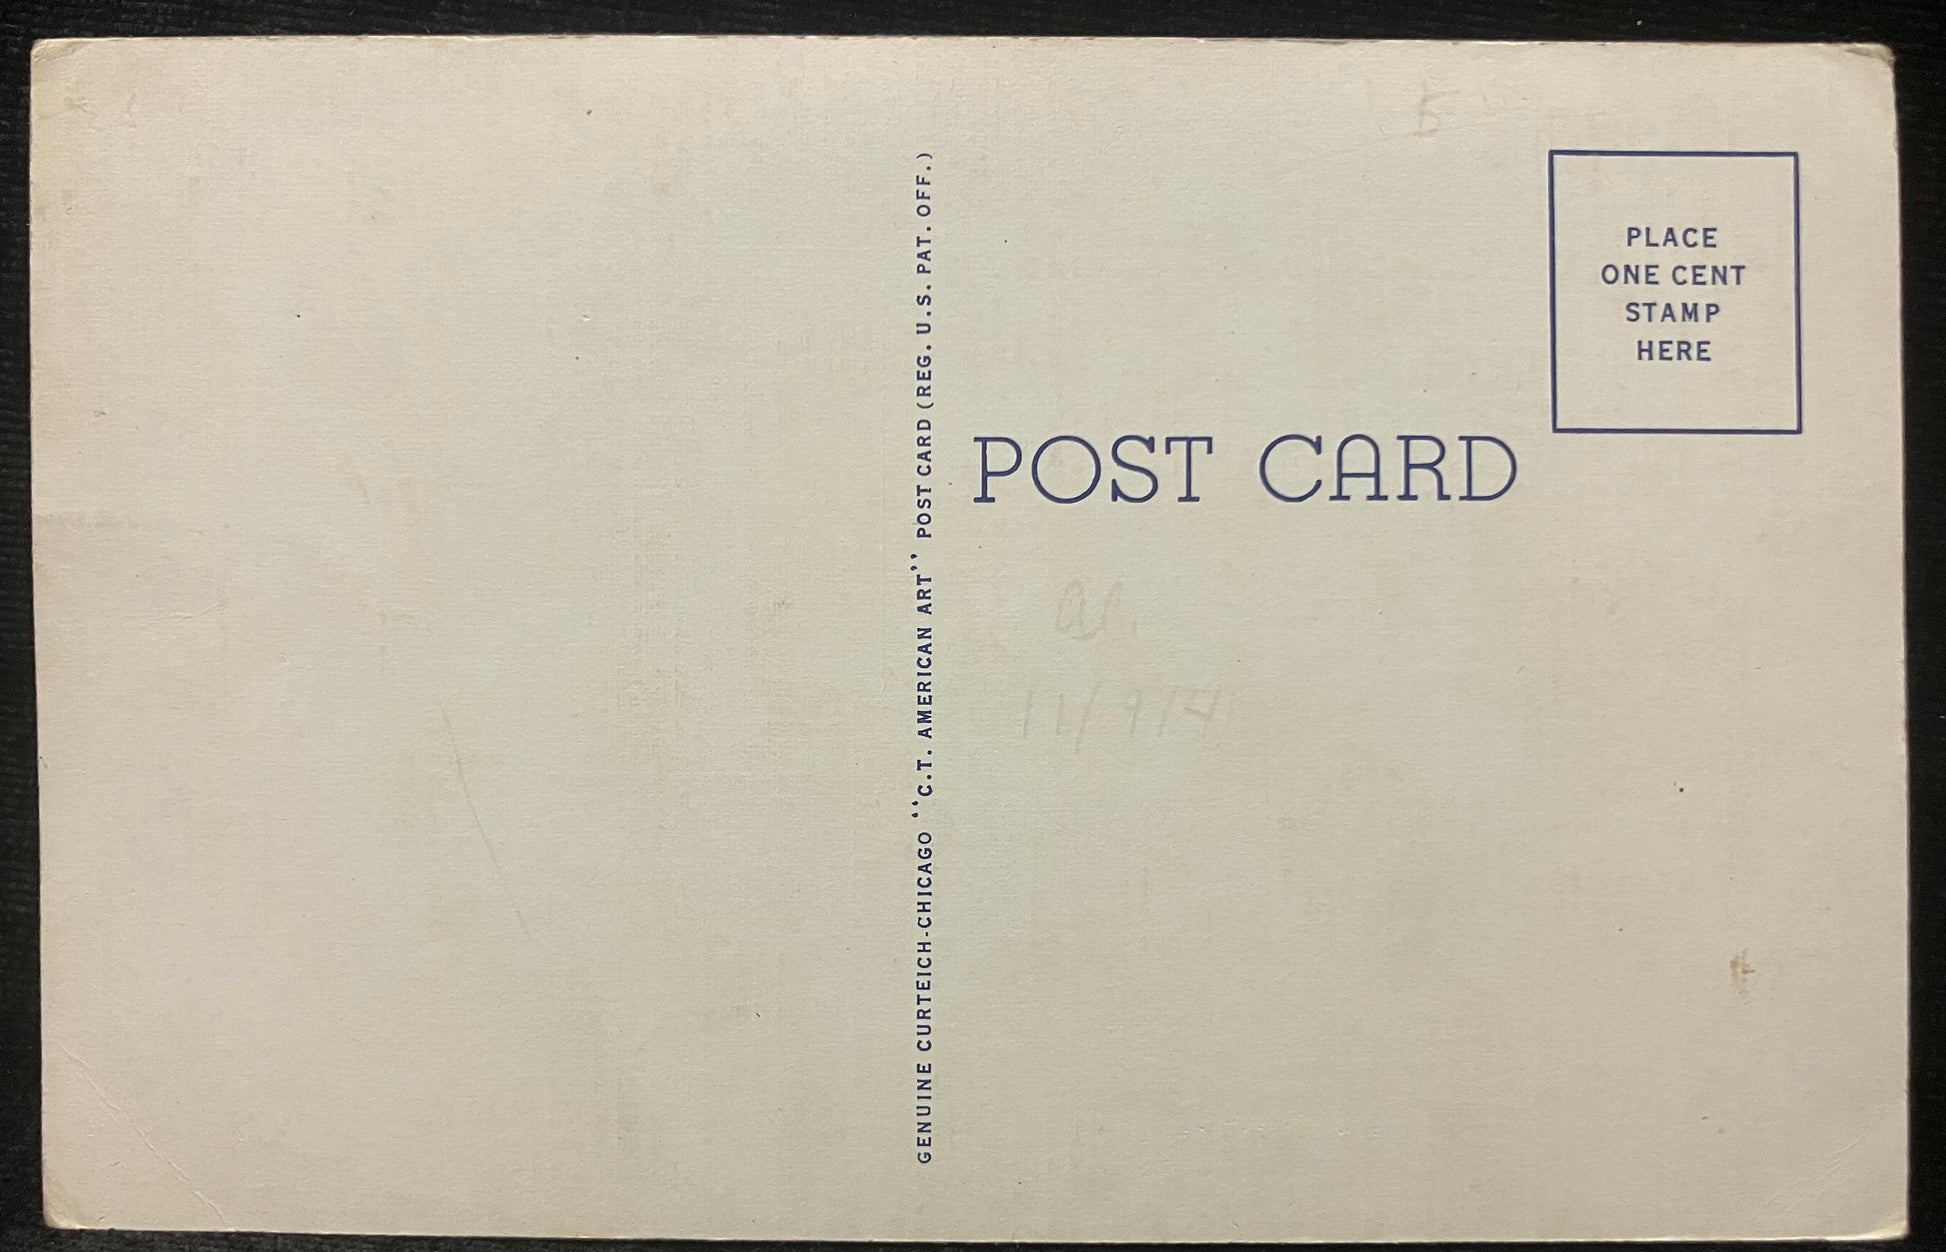 GENUINE CURTEICH-CHICAGO "C.T. AMERICAN ART" POST CARD (REG. U.S. PAT. OFF.)
PLACE
ONE CENT
STAMP
HERE
POST CARD